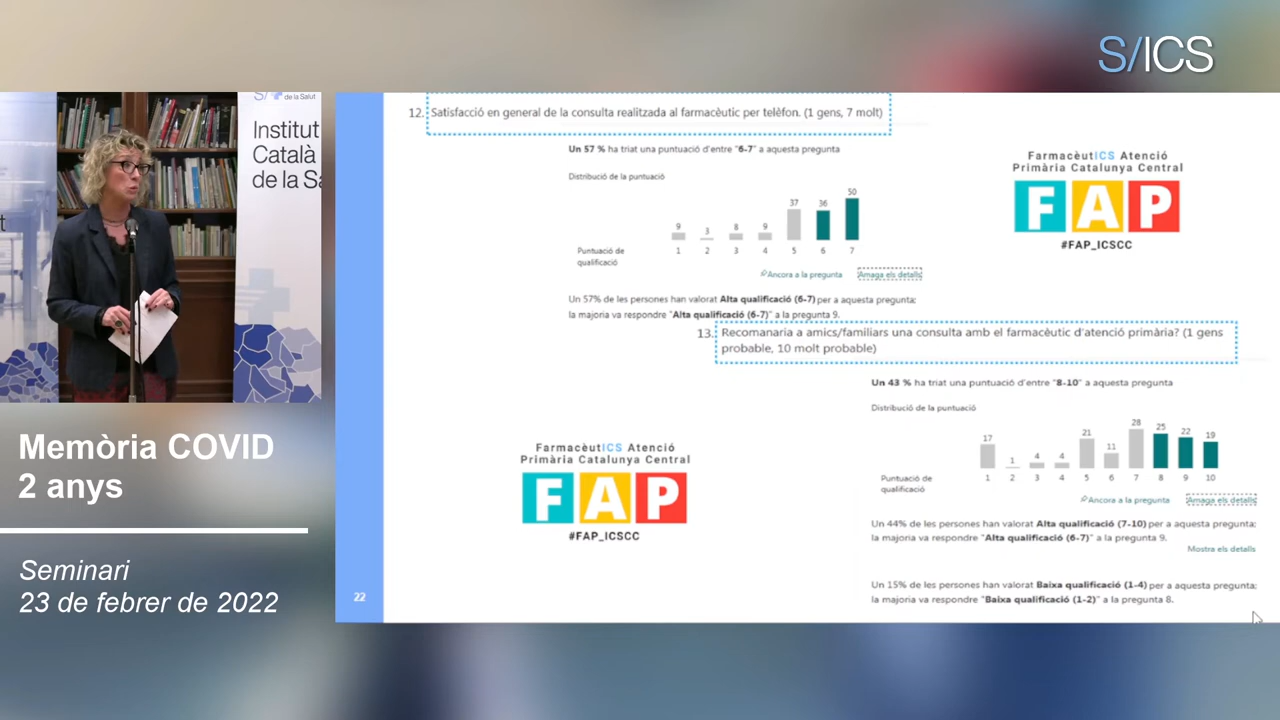 S/ICS
de la Salut
Institut
Català
de la Sa
t
Memòria COVID
2 anys
Seminari
23 de febrer de 2022
12. Satisfacció en general de la consulta realitzada al farmacèutic per telèfon. (1 gens, 7 molt)
Un 57 % ha triat una puntuació d'entre "6-7" a aquesta pregunta
Distribució de la puntuació
9 3 8 9 37 36 50
Puntuació de
qualificació
1 2 3 4 5 6 7
Àncora a la pregunta Amaga els detalls
Un 57% de les persones han valorat Alta qualificació (6-7) per a aquesta pregunta;
la majoria va respondre "Alta qualificació (6-7)" a la pregunta 9.
FarmacèutICS Atenció
Primària Catalunya Central
FAP
#FAP_ICSCC
13. Recomanaria a amics/familiars una consulta amb el farmacèutic d'atenció primària? (1 gens
probable, 10 molt probable)
Un 43 % ha triat una puntuació d'entre "8-10" a aquesta pregunta
Distribució de la puntuació
17 1 4 4 21 11 28 25 22 19
Puntuació de
qualificació
1 2 3 4 5 6 7 8 9 10
Àncora a la pregunta Amaga els detalls
Un 44% de les persones han valorat Alta qualificació (7-10) per a aquesta pregunta;
la majoria va respondre "Alta qualificació (6-7)" a la pregunta 9.
Mostra els detalls
Un 15% de les persones han valorat Baixa qualificació (1-4) per a aquesta pregunta;
la majoria va respondre "Baixa qualificació (1-2)" a la pregunta 8.
FarmacèutICS Atenció
Primària Catalunya Central
FAP
#FAP_ICSCC
22